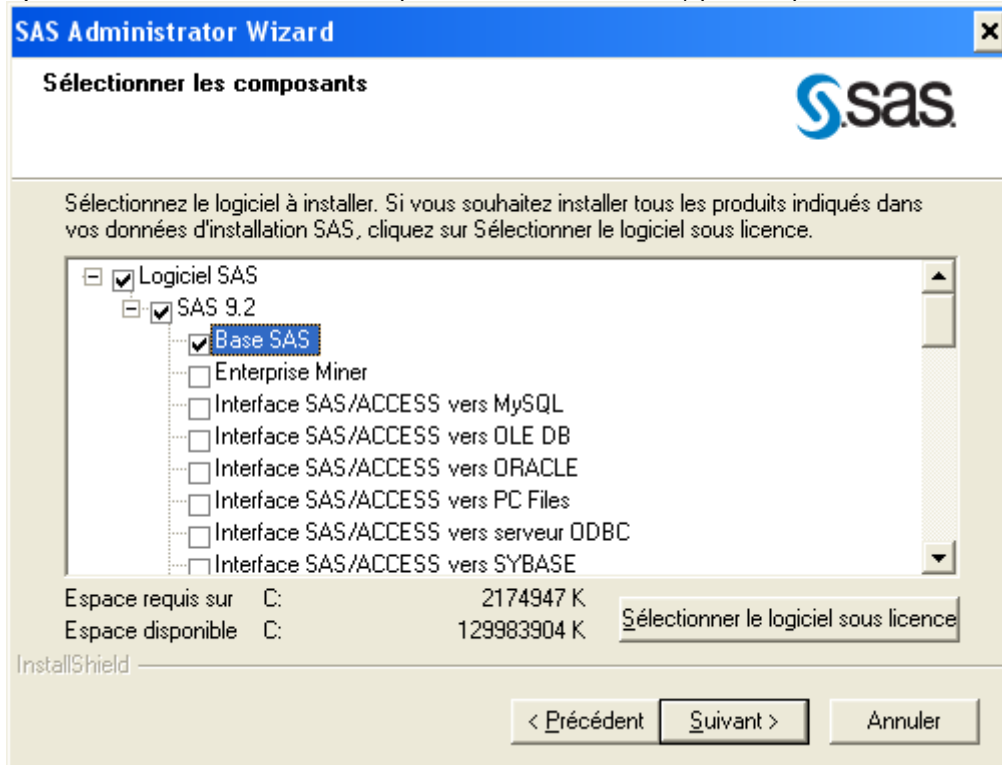 SAS Administrator Wizard
Sélectionner les composants
sas
Sélectionnez le logiciel à installer. Si vous souhaitez installer tous les produits indiqués dans
vos données d'installation SAS, cliquez sur Sélectionner le logiciel sous licence.
Logiciel SAS
SAS 9.2
Base SAS
Enterprise Miner
Interface SAS/ACCESS vers MySQL
Interface SAS/ACCESS vers OLE DB
Interface SAS/ACCESS vers ORACLE
Interface SAS/ACCESS vers PC Files
Interface SAS/ACCESS vers serveur ODBC
Interface SAS/ACCESS vers SYBASE
Espace requis sur C: 2174947 K
Espace disponible C: 129983904 K
Sélectionner le logiciel sous licence
InstallShield
< Précédent Suivant > Annuler